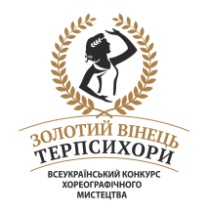 ЗОЛОТИЙ ВІНЕЦЬ
ТЕРПСИХОРИ
ВСЕУКРАЇНСЬКИЙ КОНКУРС
ХОРЕОГРАФІЧНОГО
МИСТЕЦТВА